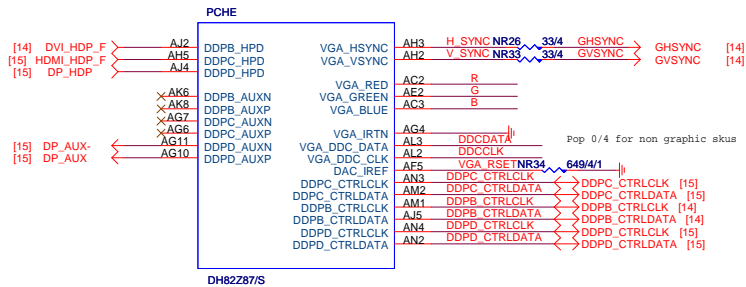 PCHE
[14] DVI_HDP_F AJ2 DDPB_HPD VGA_HSYNC AH3 H_SYNC NR26 33/4 GHSYNC GHSYNC [14]
[15] HDMI_HDP_F AH5 DDPC_HPD VGA_VSYNC AH2 V_SYNC NR33 33/4 GVSYNC GVSYNC [14]
[15] DP_HDP AJ4 DDPD_HPD
VGA_RED AC2 R
AK6 DDPB_AUXN VGA_GREEN AE2 G
AK8 DDPB_AUXP VGA_BLUE AC3 B
AG7 DDPC_AUXN
AG6 DDPC_AUXP VGA_IRTN AG4
[15] DP_AUX- AG11 DDPD_AUXN VGA_DDC_DATA AL3 DDCDATA Pop 0/4 for non graphic skus
[15] DP_AUX AG10 DDPD_AUXP VGA_DDC_CLK AL2 DDCCLK
DAC_IREF AF5 VGA_RSET NR34 649/4/1
DDPC_CTRLCLK AN3 DDPC_CTRLCLK DDPC_CTRLCLK [15]
DDPC_CTRLDATA AM2 DDPC_CTRLDATA DDPC_CTRLDATA [15]
DDPB_CTRLCLK AM1 DDPB_CTRLCLK DDPB_CTRLCLK [14]
DDPB_CTRLDATA AJ5 DDPB_CTRLDATA DDPB_CTRLDATA [14]
DDPD_CTRLCLK AN4 DDPD_CTRLCLK DDPD_CTRLCLK [15]
DDPD_CTRLDATA AN2 DDPD_CTRLDATA DDPD_CTRLDATA [15]
DH82Z87/S